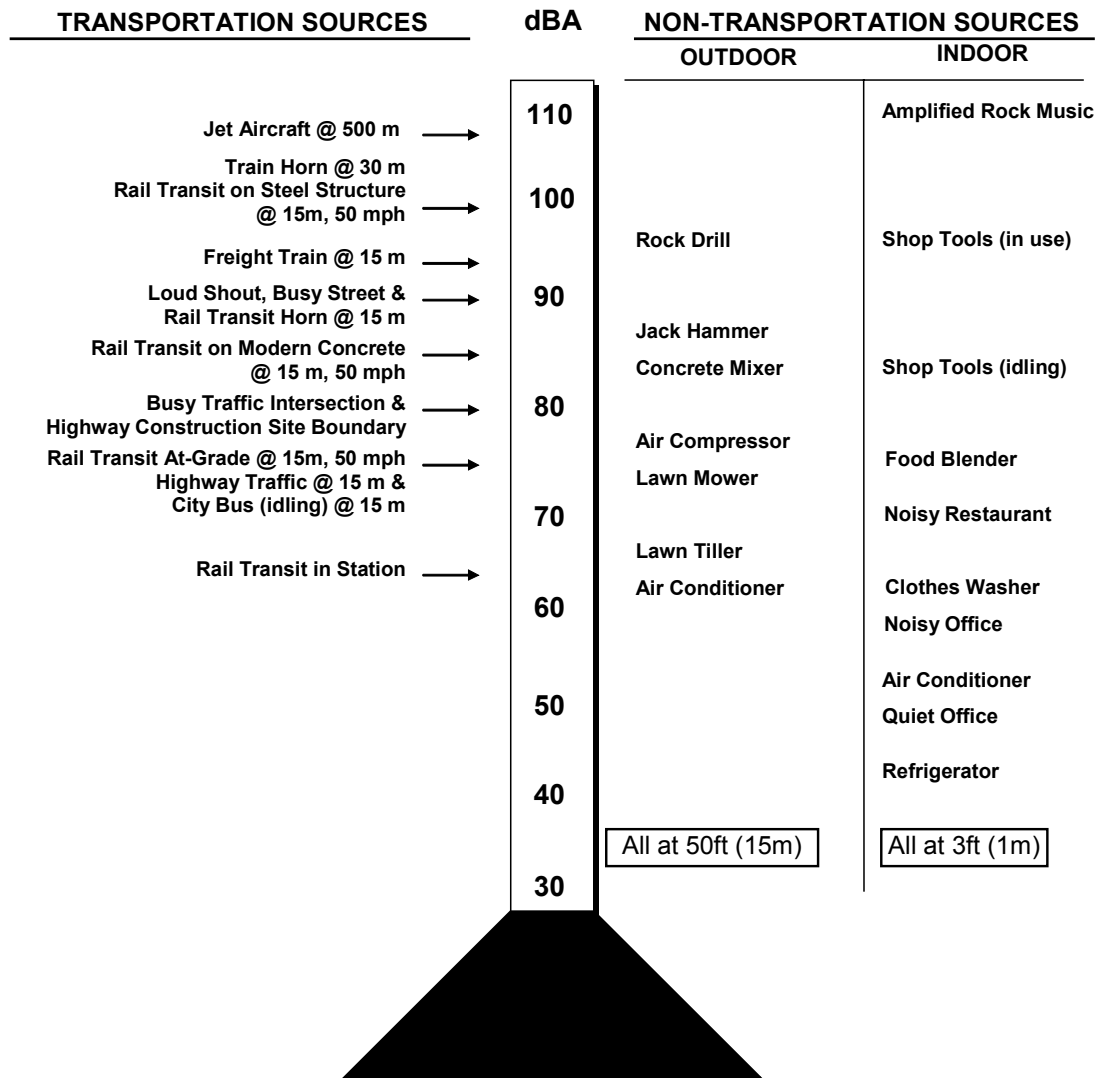 TRANSPORTATION SOURCES
dBA
NON-TRANSPORTATION SOURCES
OUTDOOR
INDOOR
Jet Aircraft @ 500 m
Train Horn @ 30 m
Rail Transit on Steel Structure
@ 15m, 50 mph
Freight Train @ 15 m
Loud Shout, Busy Street &
Rail Transit Horn @ 15 m
Rail Transit on Modern Concrete
@ 15 m, 50 mph
Busy Traffic Intersection &
Highway Construction Site Boundary
Rail Transit At-Grade @ 15m, 50 mph
Highway Traffic @ 15 m &
City Bus (idling) @ 15 m
Rail Transit in Station
110
100
90
80
70
60
50
40
30
Rock Drill
Jack Hammer
Concrete Mixer
Air Compressor
Lawn Mower
Lawn Tiller
Air Conditioner
All at 50ft (15m)
Amplified Rock Music
Shop Tools (in use)
Shop Tools (idling)
Food Blender
Noisy Restaurant
Clothes Washer
Noisy Office
Air Conditioner
Quiet Office
Refrigerator
All at 3ft (1m)